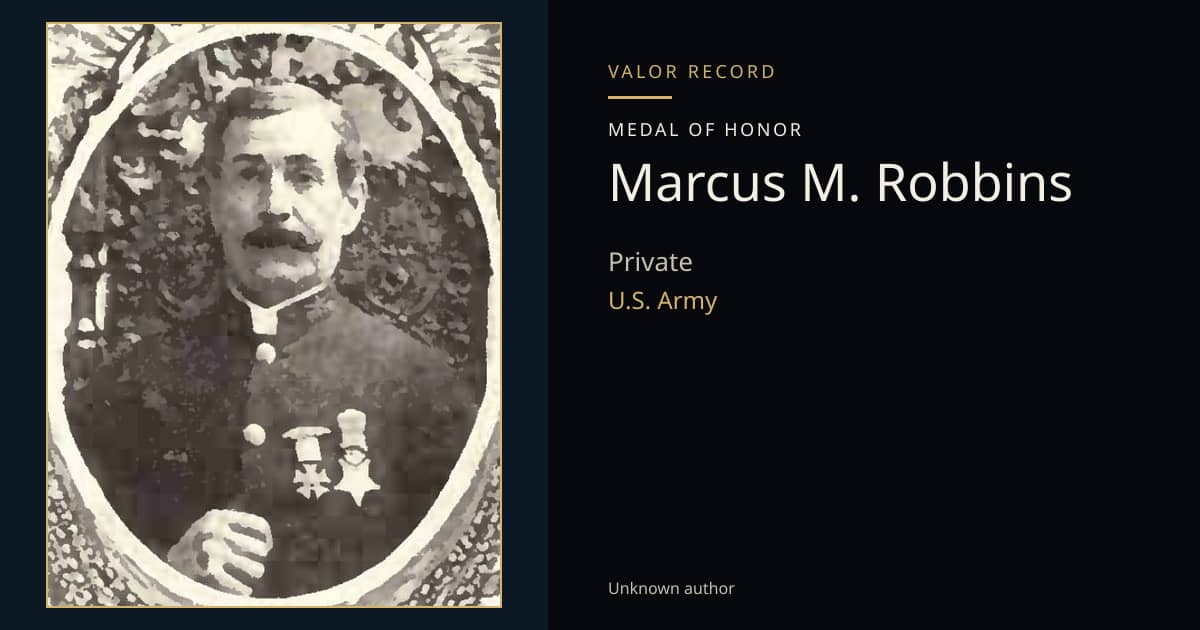 VALOR RECORD
MEDAL OF HONOR
Marcus M. Robbins
Private
U.S. Army
Unknown author